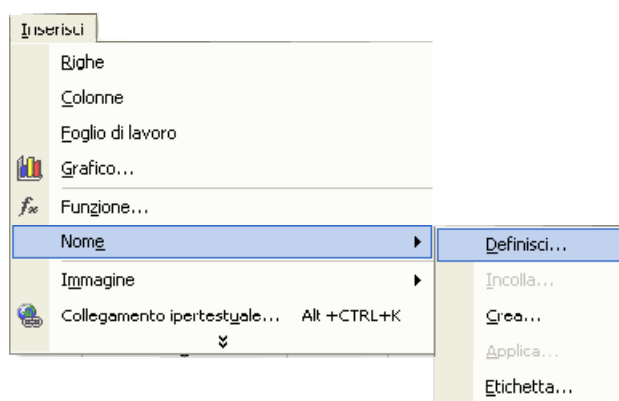 Inserisci
Righe
Colonne
Foglio di lavoro
Grafico...
fx Funzione...
Nome
Definisci...
Immagine
Incolla...
Collegamento ipertestuale... Alt +CTRL+K
Crea...
Applica...
Etichetta...